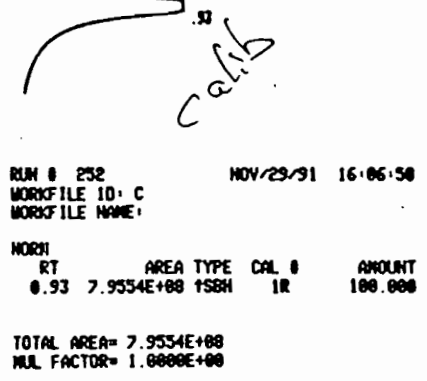 .93
calib
RUN # 252 NOV/29/91 16:06:50
WORKFILE ID: C
WORKFILE NAME:
NORM
RT AREA TYPE CAL # AMOUNT
0.93 7.9554E+08 ↑SBH 1R 100.000
TOTAL AREA= 7.9554E+08
MUL FACTOR= 1.0000E+00